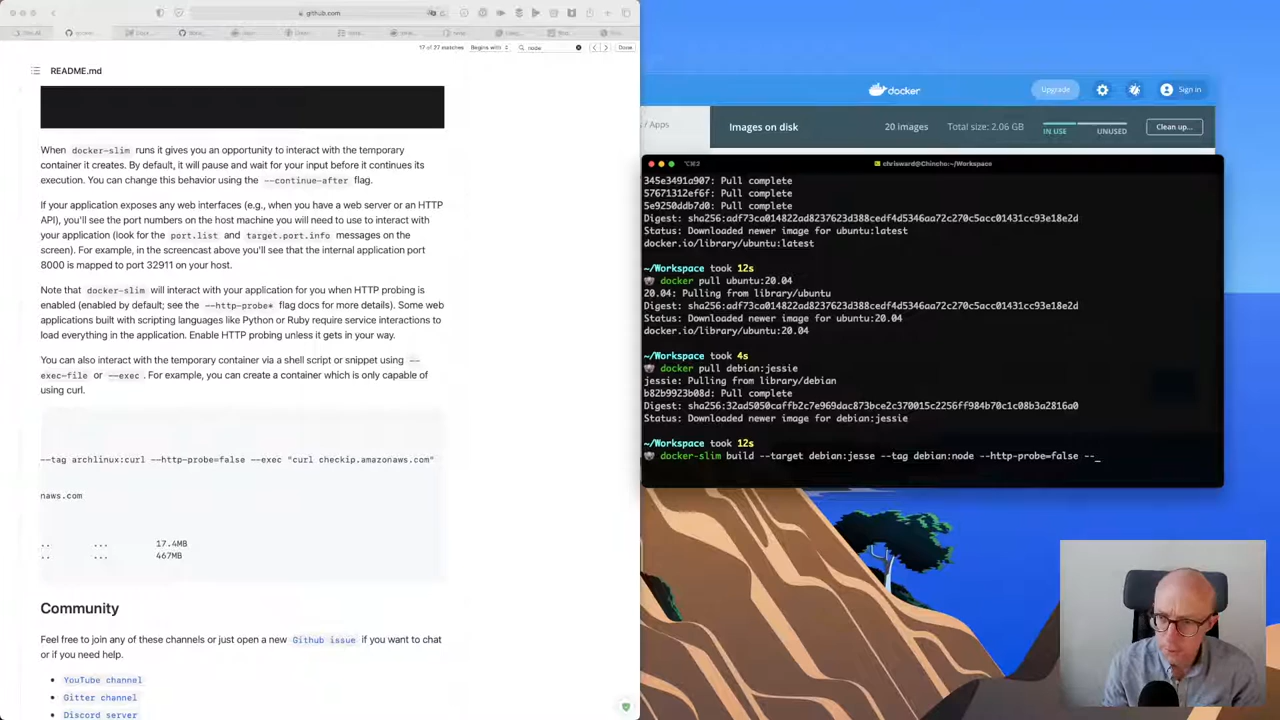 github.com
17 of 27 matches
Begins with
node
Done
README.md
When docker-slim runs it gives you an opportunity to interact with the temporary
container it creates. By default, it will pause and wait for your input before it continues its
execution. You can change this behavior using the --continue-after flag.
If your application exposes any web interfaces (e.g., when you have a web server or an HTTP
API), you'll see the port numbers on the host machine you will need to use to interact with
your application (look for the port.list and target.port.info messages on the
screen). For example, in the screencast above you'll see that the internal application port
8000 is mapped to port 32911 on your host.
Note that docker-slim will interact with your application for you when HTTP probing is
enabled (enabled by default; see the --http-probe* flag docs for more details). Some web
applications built with scripting languages like Python or Ruby require service interactions to
load everything in the application. Enable HTTP probing unless it gets in your way.
You can also interact with the temporary container via a shell script or snippet using --
exec-file or --exec. For example, you can create a container which is only capable of
using curl.
--tag archlinux:curl --http-probe=false --exec "curl checkip.amazonaws.com"
naws.com
.. ... 17.4MB
.. ... 467MB
Community
Feel free to join any of these channels or just open a new Github issue if you want to chat
or if you need help.
YouTube channel
Gitter channel
Discord server
docker
Upgrade
Sign in
/ Apps
Images on disk
20 images
Total size: 2.06 GB
IN USE
UNUSED
Clean up...
⌥⌘2
chrisward@Chincho:~/Workspace
345e3491a907: Pull complete
57671312ef6f: Pull complete
5e9250ddb7d0: Pull complete
Digest: sha256:adf73ca014822ad8237623d388cedf4d5346aa72c270c5acc01431cc93e18e2d
Status: Downloaded newer image for ubuntu:latest
docker.io/library/ubuntu:latest
~/Workspace took 12s
docker pull ubuntu:20.04
20.04: Pulling from library/ubuntu
Digest: sha256:adf73ca014822ad8237623d388cedf4d5346aa72c270c5acc01431cc93e18e2d
Status: Downloaded newer image for ubuntu:20.04
docker.io/library/ubuntu:20.04
~/Workspace took 4s
docker pull debian:jessie
jessie: Pulling from library/debian
b82b9923b08d: Pull complete
Digest: sha256:32ad5050caffb2c7e969dac873bce2c370015c2256ff984b70c1c08b3a2816a0
Status: Downloaded newer image for debian:jessie
~/Workspace took 12s
docker-slim build --target debian:jesse --tag debian:node --http-probe=false --_